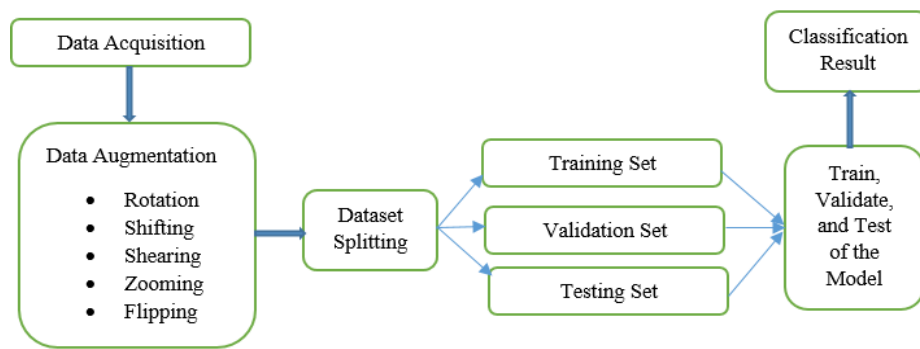 Data Acquisition
Data Augmentation
• Rotation
• Shifting
• Shearing
• Zooming
• Flipping
Dataset
Splitting
Training Set
Validation Set
Testing Set
Train,
Validate,
and Test
of the
Model
Classification
Result